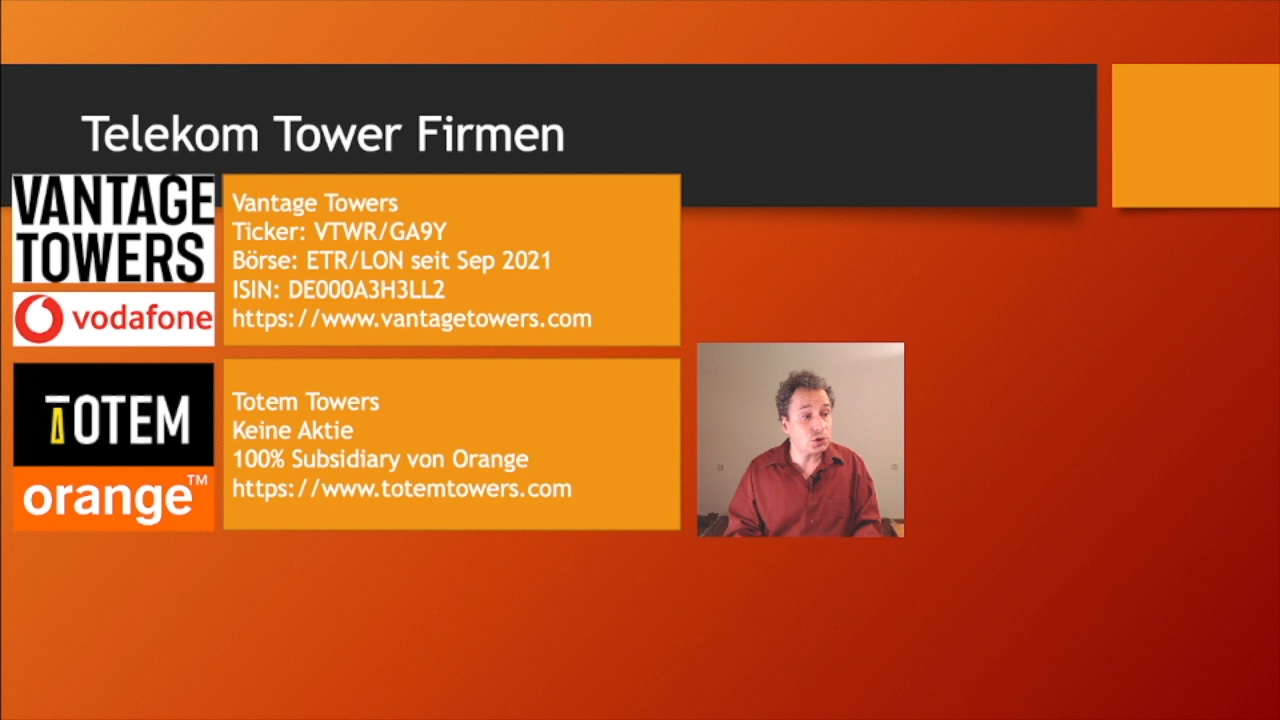 Telekom Tower Firmen
VANTAGE
TOWERS
vodafone
Vantage Towers
Ticker: VTWR/GA9Y
Börse: ETR/LON seit Sep 2021
ISIN: DE000A3H3LL2
https://www.vantagetowers.com
TOTEM
orange™
Totem Towers
Keine Aktie
100% Subsidiary von Orange
https://www.totemtowers.com